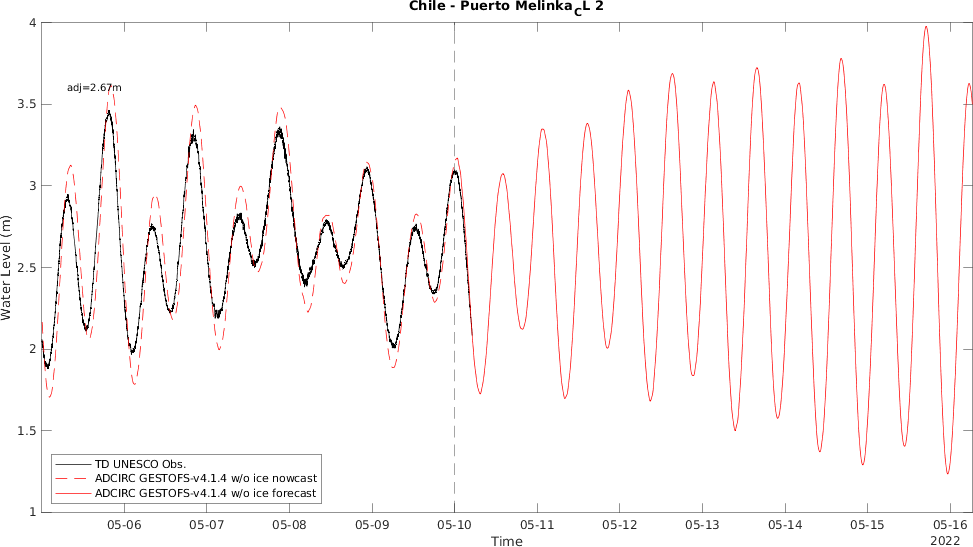 Chile - Puerto Melinka_CL 2
adj=2.67m
Water Level (m)
4
3.5
3
2.5
2
1.5
1
TD UNESCO Obs.
ADCIRC GESTOFS-v4.1.4 w/o ice nowcast
ADCIRC GESTOFS-v4.1.4 w/o ice forecast
05-06 05-07 05-08 05-09 05-10 05-11 05-12 05-13 05-14 05-15 05-16
Time
2022